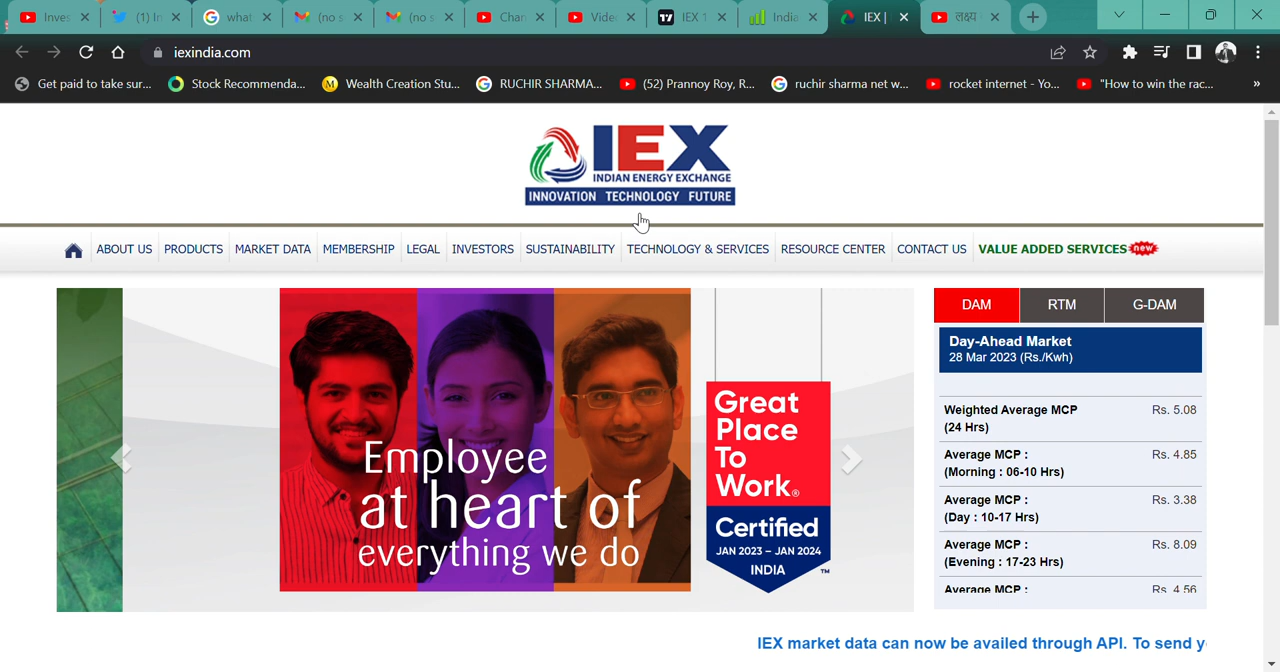 Inves
(1) In
what
(no s
(no s
Chan
Vide
IEX 1
India
IEX |
लक्ष्य
iexindia.com
Get paid to take sur...
Stock Recommenda...
Wealth Creation Stu...
RUCHIR SHARMA...
(52) Prannoy Roy, R...
ruchir sharma net w...
rocket internet - Yo...
"How to win the rac...
»
IEX
INDIAN ENERGY EXCHANGE
INNOVATION TECHNOLOGY FUTURE
ABOUT US
PRODUCTS
MARKET DATA
MEMBERSHIP
LEGAL
INVESTORS
SUSTAINABILITY
TECHNOLOGY & SERVICES
RESOURCE CENTER
CONTACT US
VALUE ADDED SERVICES new
Employee
at heart of
everything we do
Great
Place
To
Work®
Certified
JAN 2023 – JAN 2024
INDIA
TM
DAM
RTM
G-DAM
Day-Ahead Market
28 Mar 2023 (Rs./Kwh)
Weighted Average MCP Rs. 5.08
(24 Hrs)
Average MCP : Rs. 4.85
(Morning : 06-10 Hrs)
Average MCP : Rs. 3.38
(Day : 10-17 Hrs)
Average MCP : Rs. 8.09
(Evening : 17-23 Hrs)
Average MCP : Rs. 4.56
IEX market data can now be availed through API. To send y